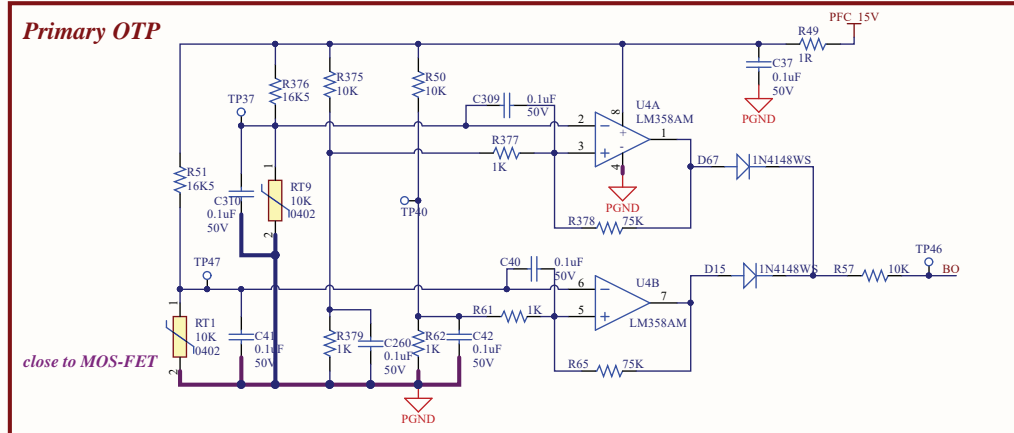 Primary OTP
PFC_15V
R49
1R
C37
0.1uF
50V
PGND
R376
16K5
R375
10K
R50
10K
TP37
C309
0.1uF
50V
U4A
LM358AM
8
2
3
1
4
+
-
PGND
R377
1K
D67
1N4148WS
R51
16K5
1
RT9
10K
0402
2
C310
0.1uF
50V
TP40
R378
75K
TP47
C40
0.1uF
50V
U4B
LM358AM
6
5
7
D15
1N4148WS
R57
10K
TP46
BO
1
RT1
10K
0402
2
C41
0.1uF
50V
R379
1K
C260
0.1uF
50V
R62
1K
C42
0.1uF
50V
R61
1K
R65
75K
close to MOS-FET
PGND